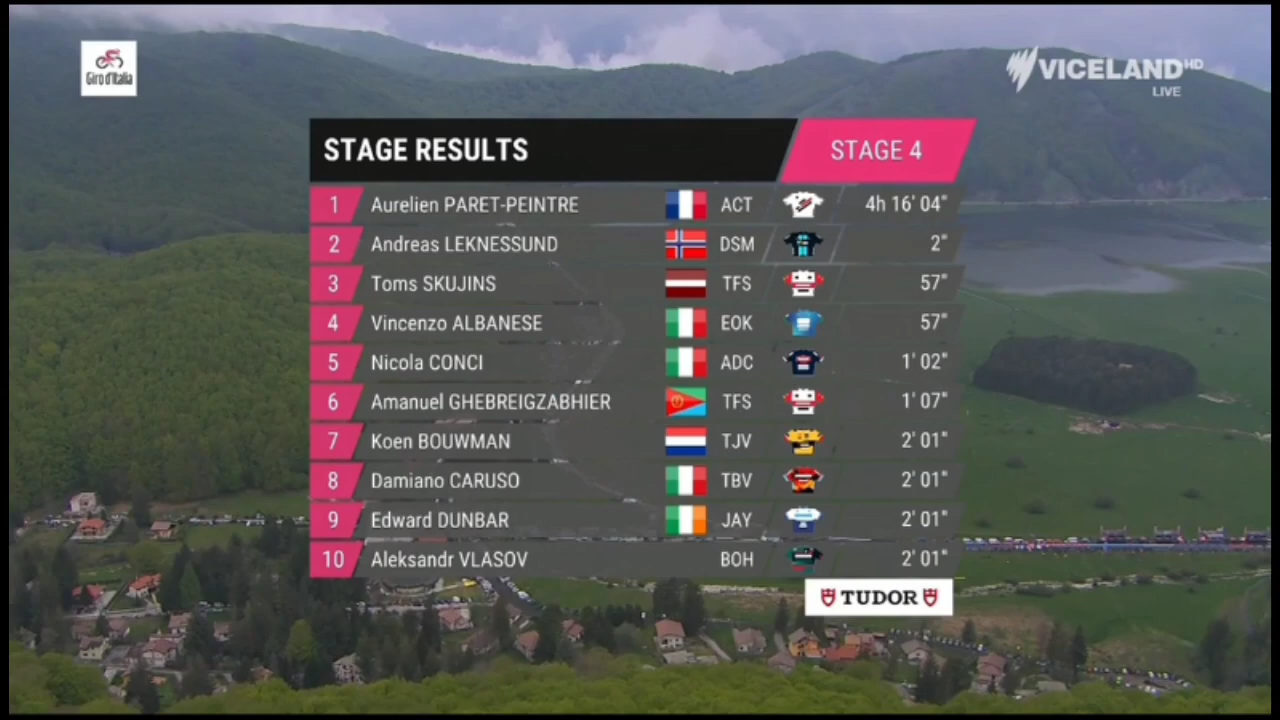 Giro d'Italia
VICELAND HD
LIVE
STAGE RESULTS STAGE 4
1 Aurelien PARET-PEINTRE ACT 4h 16' 04"
2 Andreas LEKNESSUND DSM 2"
3 Toms SKUJINS TFS 57"
4 Vincenzo ALBANESE EOK 57"
5 Nicola CONCI ADC 1' 02"
6 Amanuel GHEBREIGZABHIER TFS 1' 07"
7 Koen BOUWMAN TJV 2' 01"
8 Damiano CARUSO TBV 2' 01"
9 Edward DUNBAR JAY 2' 01"
10 Aleksandr VLASOV BOH 2' 01"
TUDOR